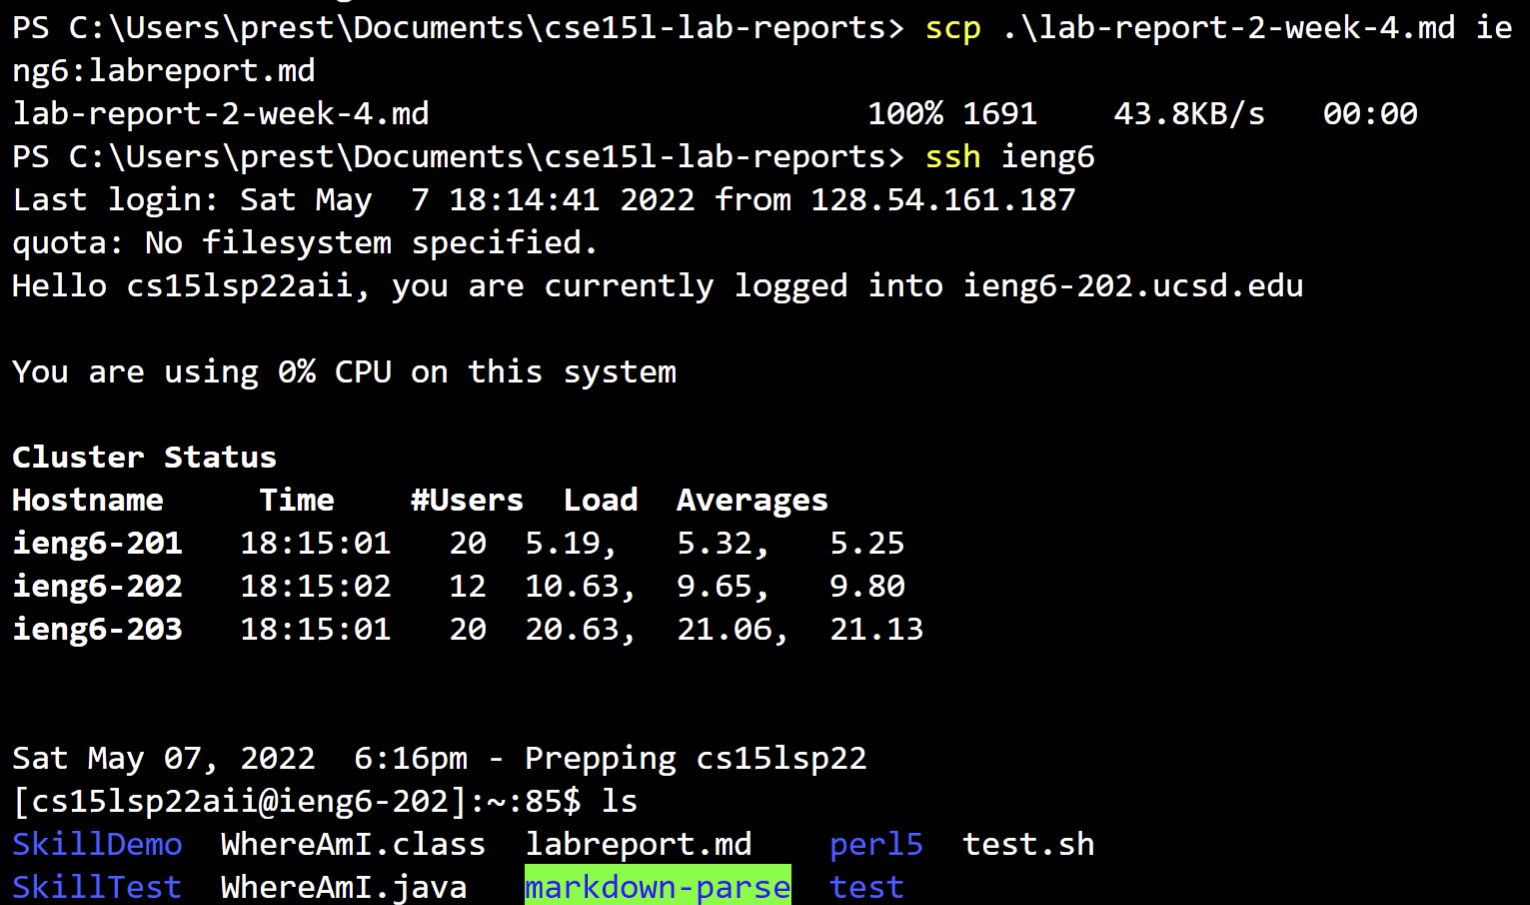 PS C:\Users\prest\Documents\cse15l-lab-reports> scp .\lab-report-2-week-4.md ie
ng6:labreport.md
lab-report-2-week-4.md                       100% 1691    43.8KB/s   00:00
PS C:\Users\prest\Documents\cse15l-lab-reports> ssh ieng6
Last login: Sat May  7 18:14:41 2022 from 128.54.161.187
quota: No filesystem specified.
Hello cs15lsp22aii, you are currently logged into ieng6-202.ucsd.edu
You are using 0% CPU on this system
Cluster Status
Hostname     Time    #Users  Load  Averages
ieng6-201   18:15:01   20  5.19,   5.32,   5.25
ieng6-202   18:15:02   12  10.63,  9.65,   9.80
ieng6-203   18:15:01   20  20.63,  21.06,  21.13
Sat May 07, 2022  6:16pm - Prepping cs15lsp22
[cs15lsp22aii@ieng6-202]:~:85$ ls
SkillDemo  WhereAmI.class  labreport.md    perl5  test.sh
SkillTest  WhereAmI.java   markdown-parse  test